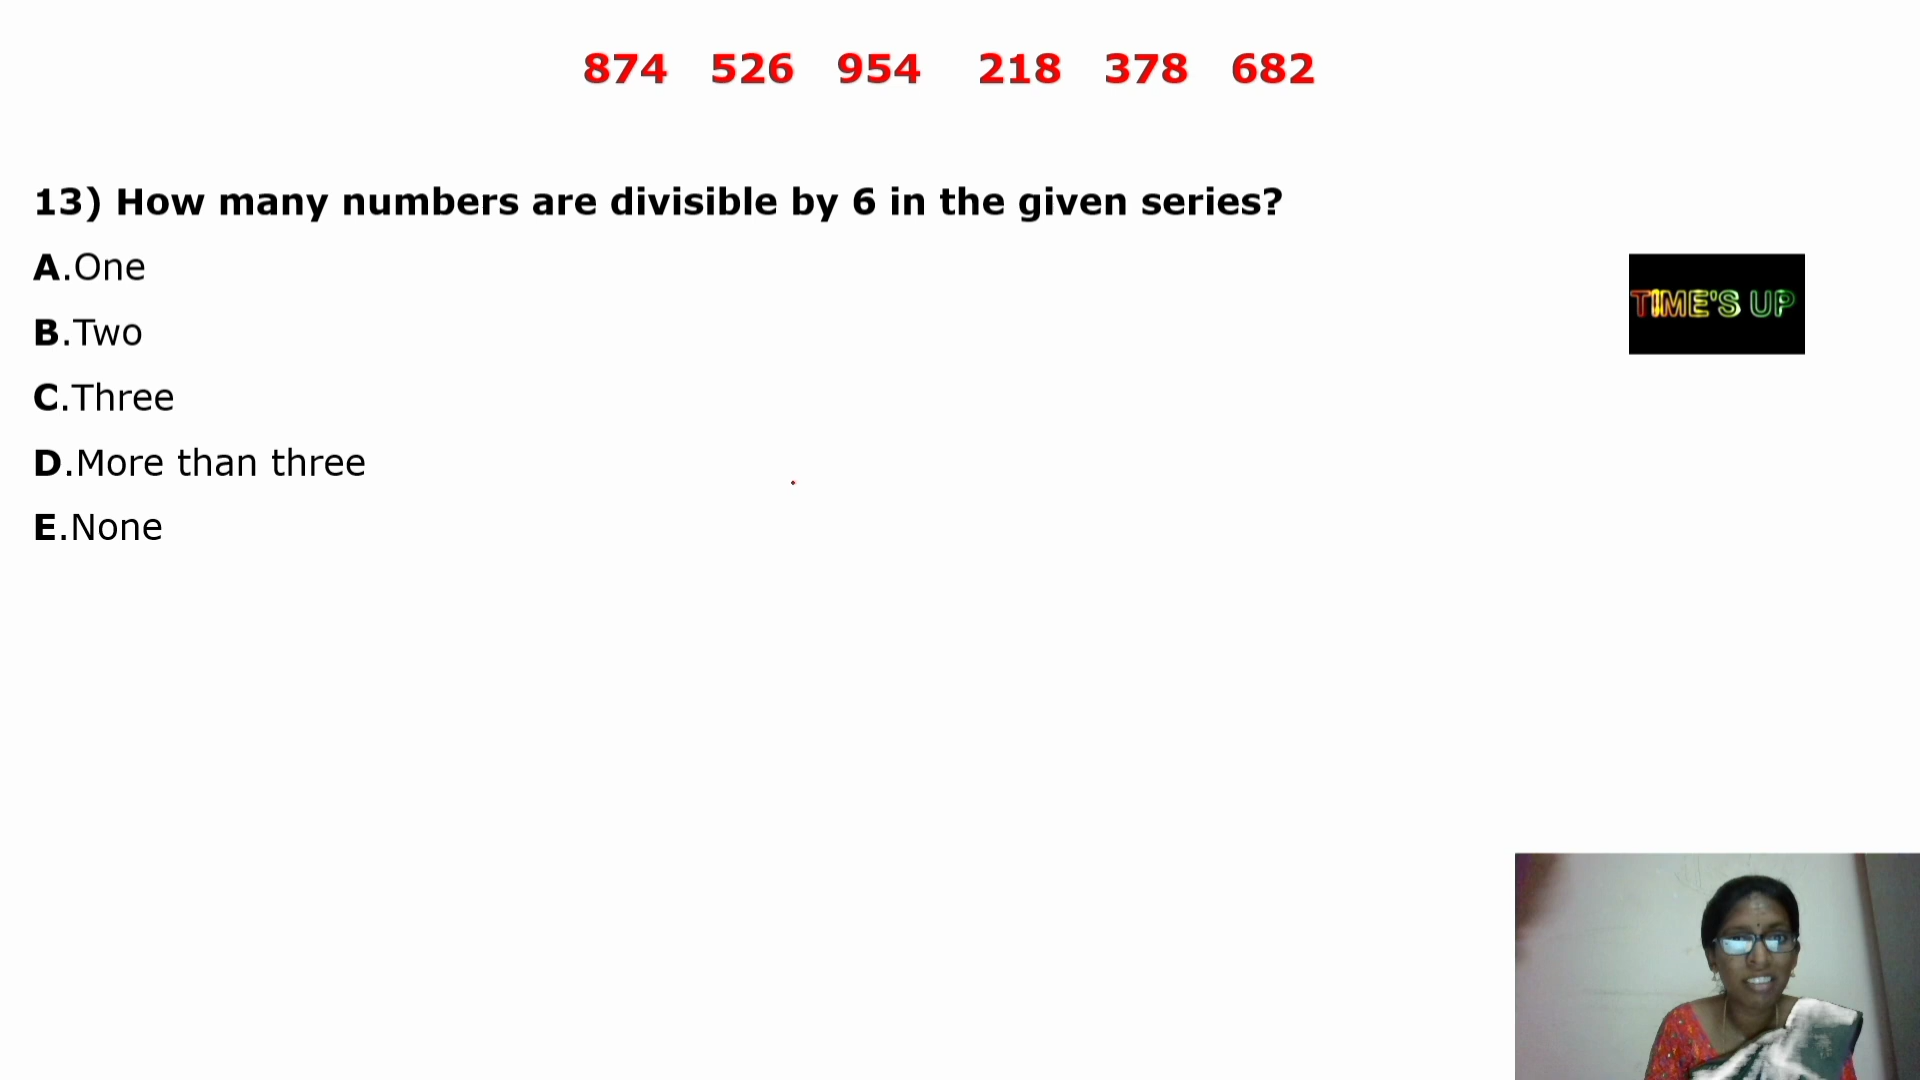 874 526 954 218 378 682
13) How many numbers are divisible by 6 in the given series?
A.One
B.Two
TIME'S UP
C.Three
D.More than three
E.None